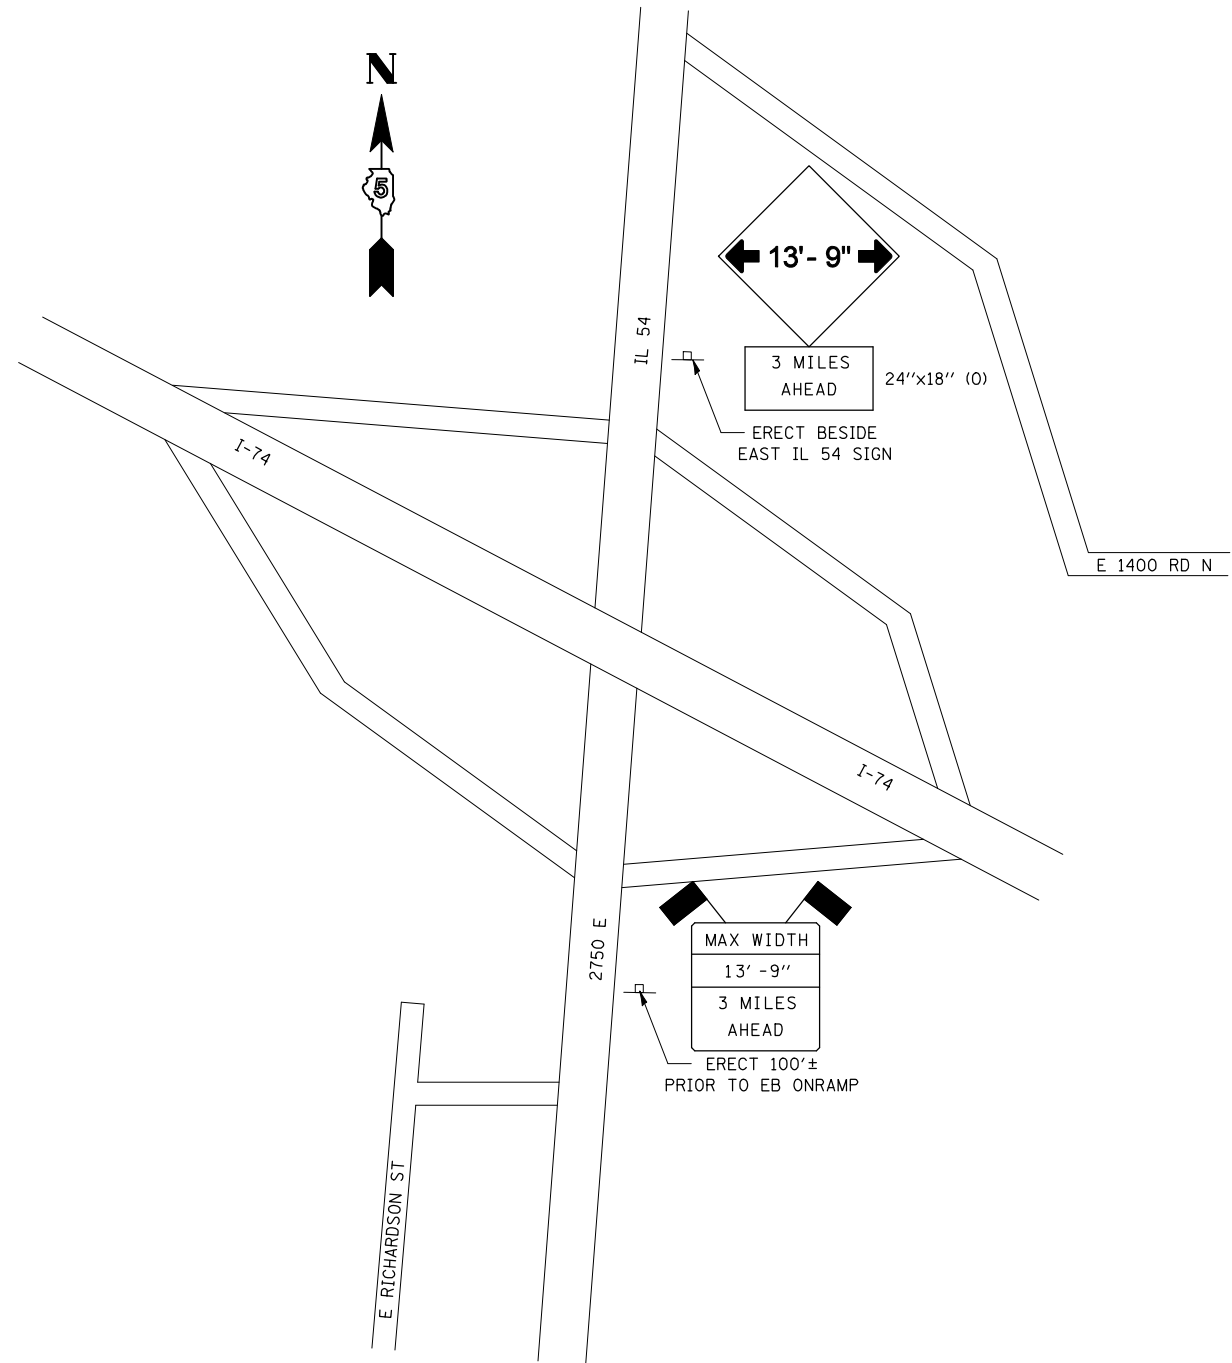 N
5
IL 54
13'- 9"
3 MILES
AHEAD
24''x18'' (O)
ERECT BESIDE
EAST IL 54 SIGN
I-74
E 1400 RD N
I-74
2750 E
MAX WIDTH
13' -9''
3 MILES
AHEAD
ERECT 100'±
PRIOR TO EB ONRAMP
E RICHARDSON ST